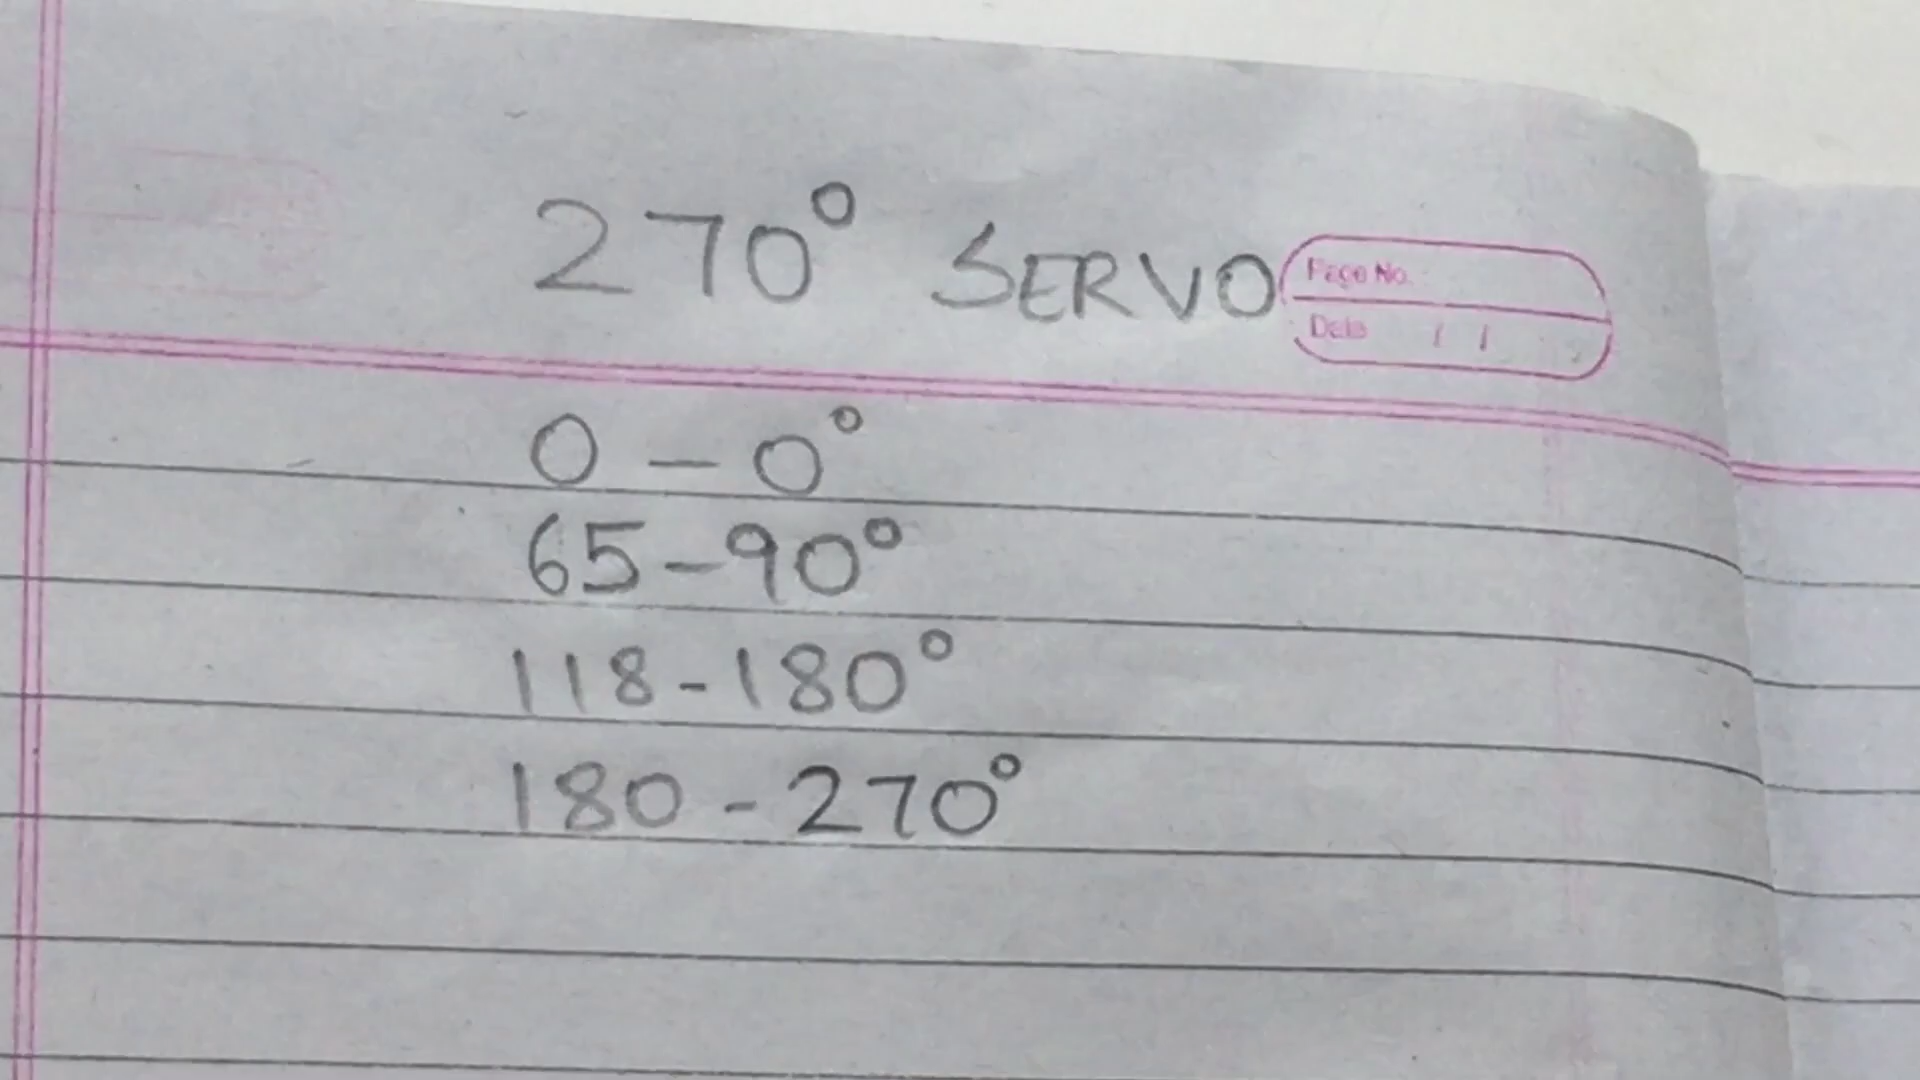 270° SERVO
Page No.
Date / /
0 - 0°
65 - 90°
118 - 180°
180 - 270°